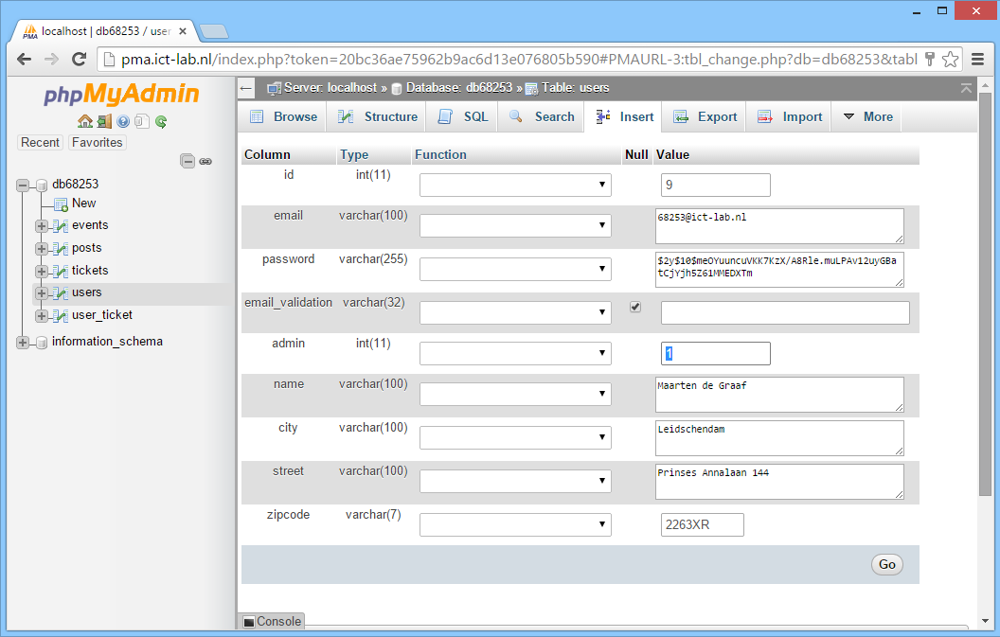 localhost | db68253 / user
pma.ict-lab.nl/index.php?token=20bc36ae75962b9ac6d13e076805b590#PMAURL-3:tbl_change.php?db=db68253&tabl
phpMyAdmin
Recent Favorites
db68253
New
events
posts
tickets
users
user_ticket
information_schema
Server: localhost » Database: db68253 » Table: users
Browse Structure SQL Search Insert Export Import More
Column Type Function Null Value
id int(11) 9
email varchar(100) 68253@ict-lab.nl
password varchar(255) $2y$10$meOYuuncuVKK7KzX/A8Rle.muLPAv12uyGBa
tCjYjh5Z61MMEDXTm
email_validation varchar(32)
admin int(11) 1
name varchar(100) Maarten de Graaf
city varchar(100) Leidschendam
street varchar(100) Prinses Annalaan 144
zipcode varchar(7) 2263XR
Go
Console